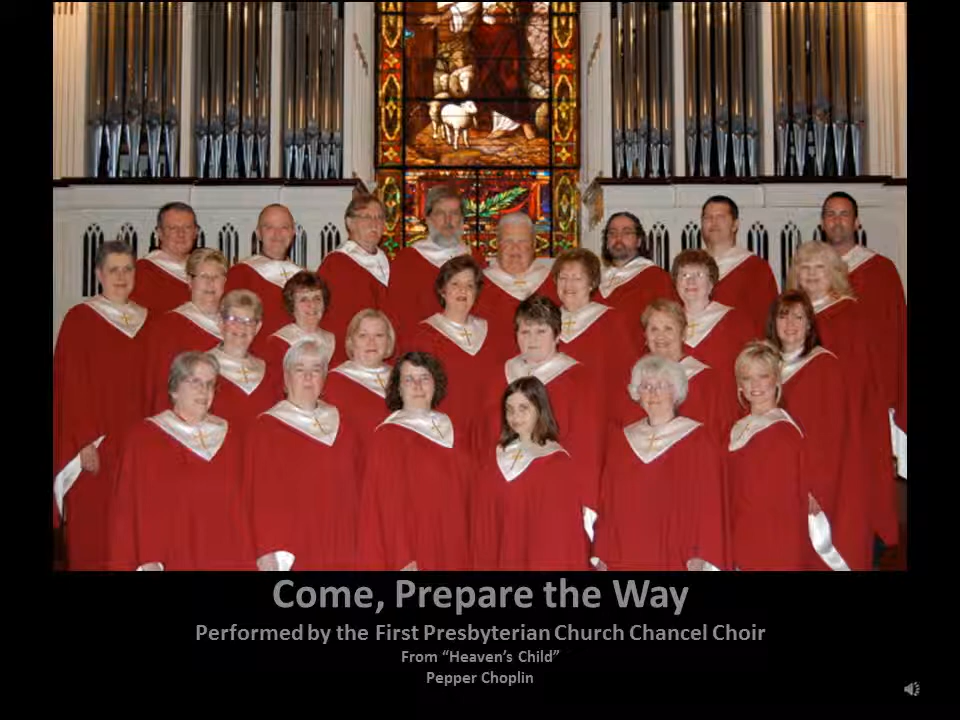 Come, Prepare the Way
Performed by the First Presbyterian Church Chancel Choir
From “Heaven’s Child”
Pepper Choplin